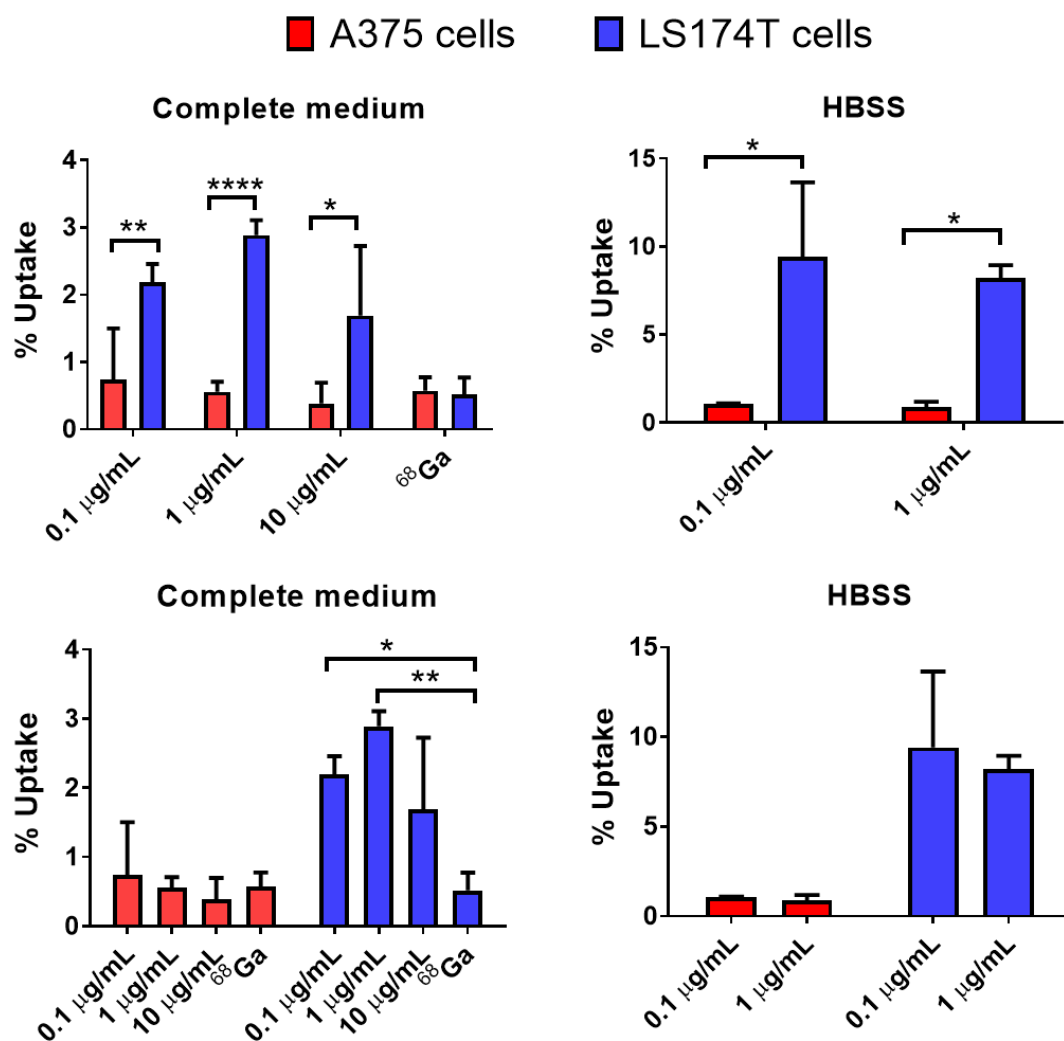 A375 cells LS174T cells
Complete medium
% Uptake
4
3
2
1
0
**
****
*
0.1 µg/mL
1 µg/mL
10 µg/mL
⁶⁸Ga
HBSS
% Uptake
15
10
5
0
*
*
0.1 µg/mL
1 µg/mL
Complete medium
% Uptake
4
3
2
1
0
*
**
0.1 µg/mL
1 µg/mL
10 µg/mL
⁶⁸Ga
0.1 µg/mL
1 µg/mL
10 µg/mL
⁶⁸Ga
HBSS
% Uptake
15
10
5
0
0.1 µg/mL
1 µg/mL
0.1 µg/mL
1 µg/mL